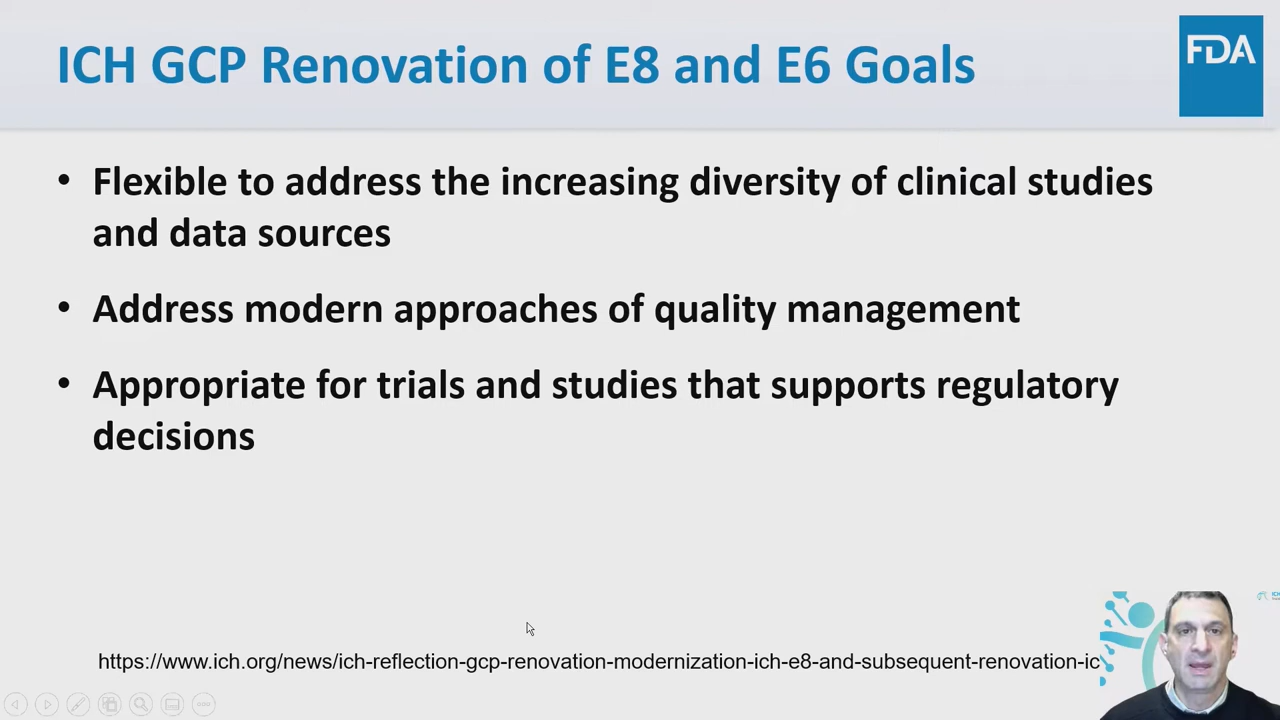 ICH GCP Renovation of E8 and E6 Goals
FDA
• Flexible to address the increasing diversity of clinical studies
and data sources
• Address modern approaches of quality management
• Appropriate for trials and studies that supports regulatory
decisions
https://www.ich.org/news/ich-reflection-gcp-renovation-modernization-ich-e8-and-subsequent-renovation-ic